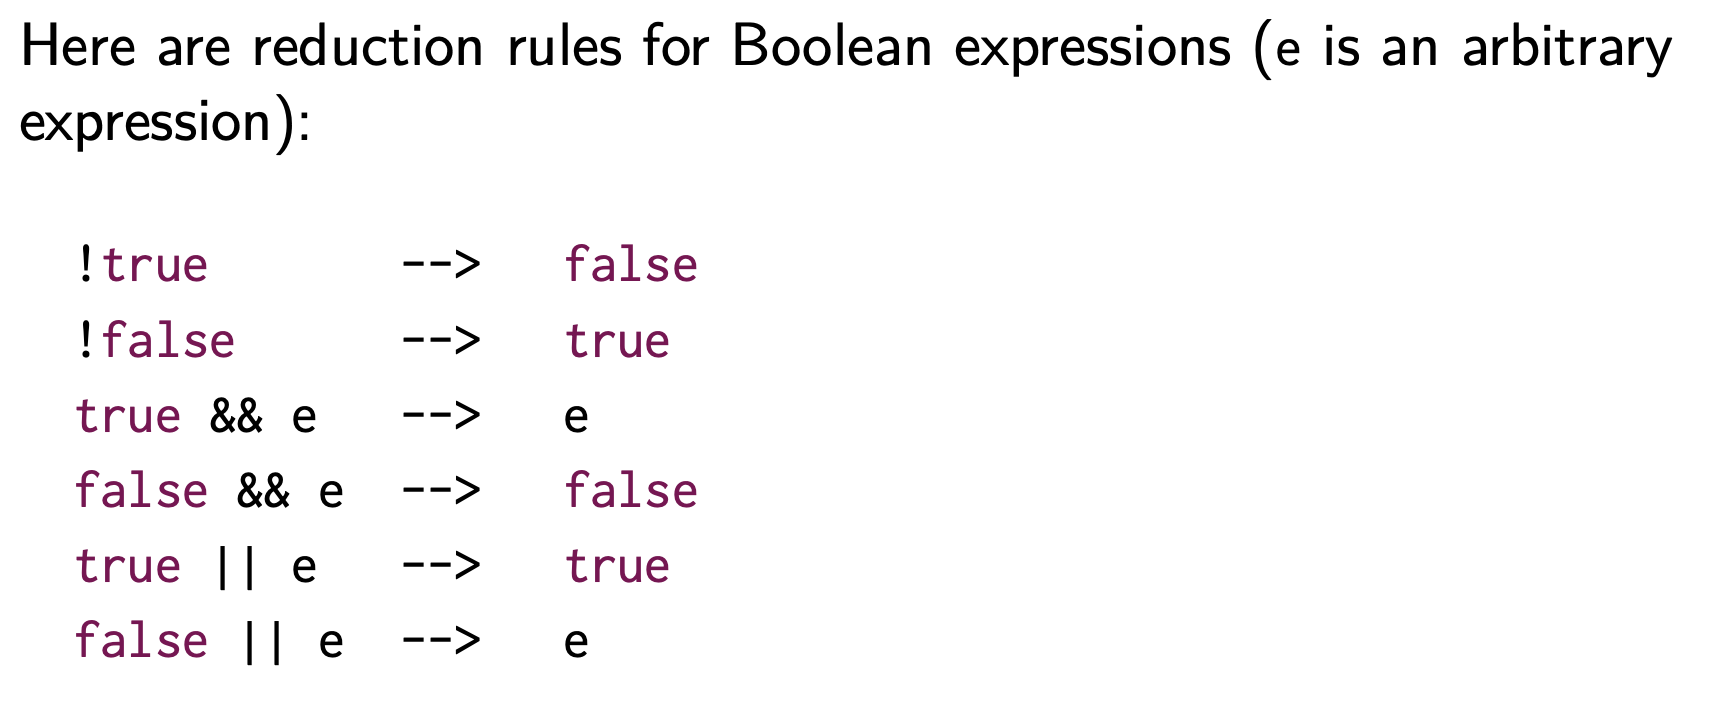 Here are reduction rules for Boolean expressions (e is an arbitrary
expression):
!true --> false
!false --> true
true && e --> e
false && e --> false
true || e --> true
false || e --> e